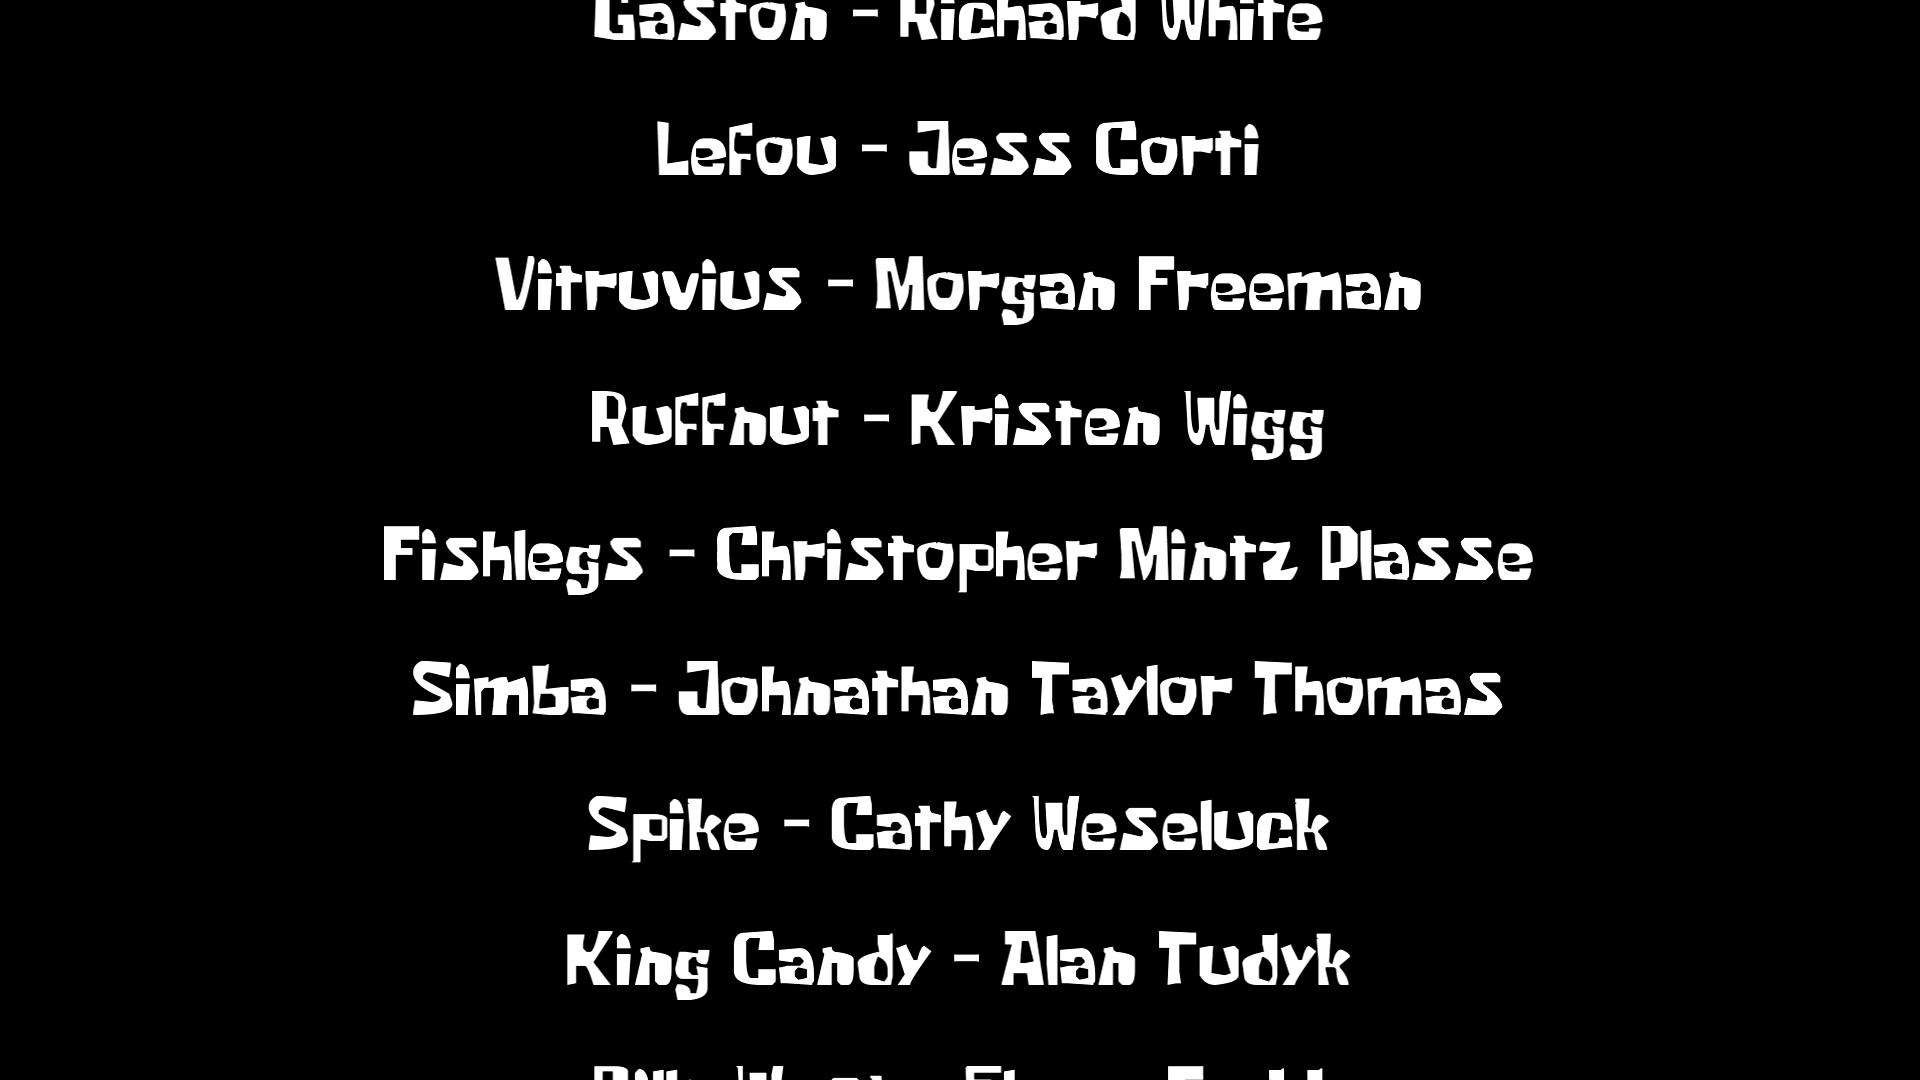 Gaston - Richard White
Lefou - Jess Corti
Vitruvius - Morgan Freeman
Ruffnut - Kristen Wigg
Fishlegs - Christopher Mintz Plasse
Simba - Johnathan Taylor Thomas
Spike - Cathy Weseluck
King Candy - Alan Tudyk